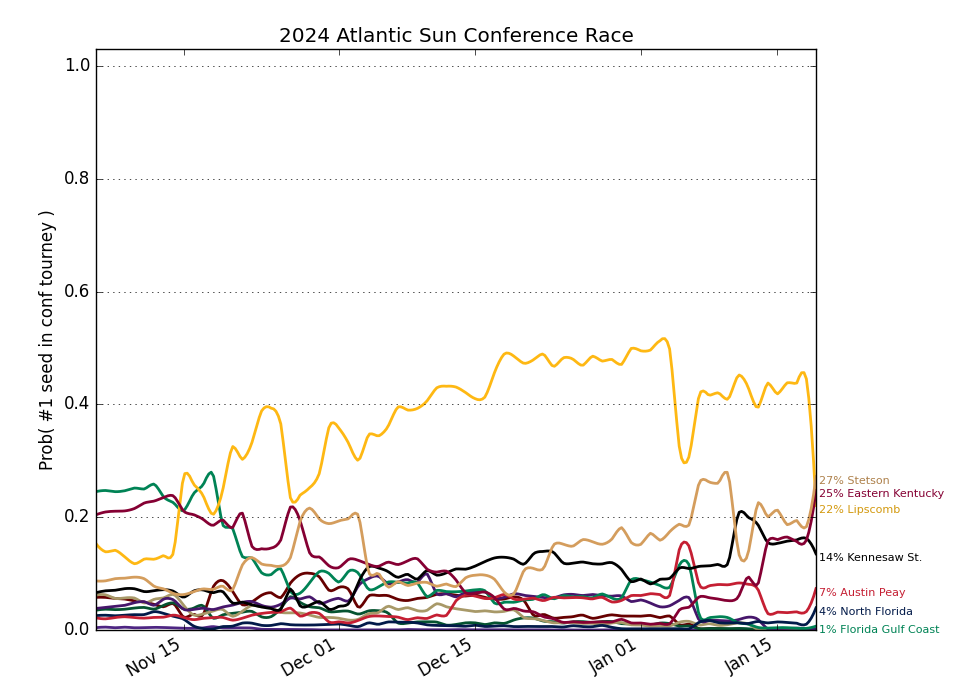 2024 Atlantic Sun Conference Race
Prob( #1 seed in conf tourney )
1.0
0.8
0.6
0.4
0.2
0.0
Nov 15
Dec 01
Dec 15
Jan 01
Jan 15
27% Stetson
25% Eastern Kentucky
22% Lipscomb
14% Kennesaw St.
7% Austin Peay
4% North Florida
1% Florida Gulf Coast